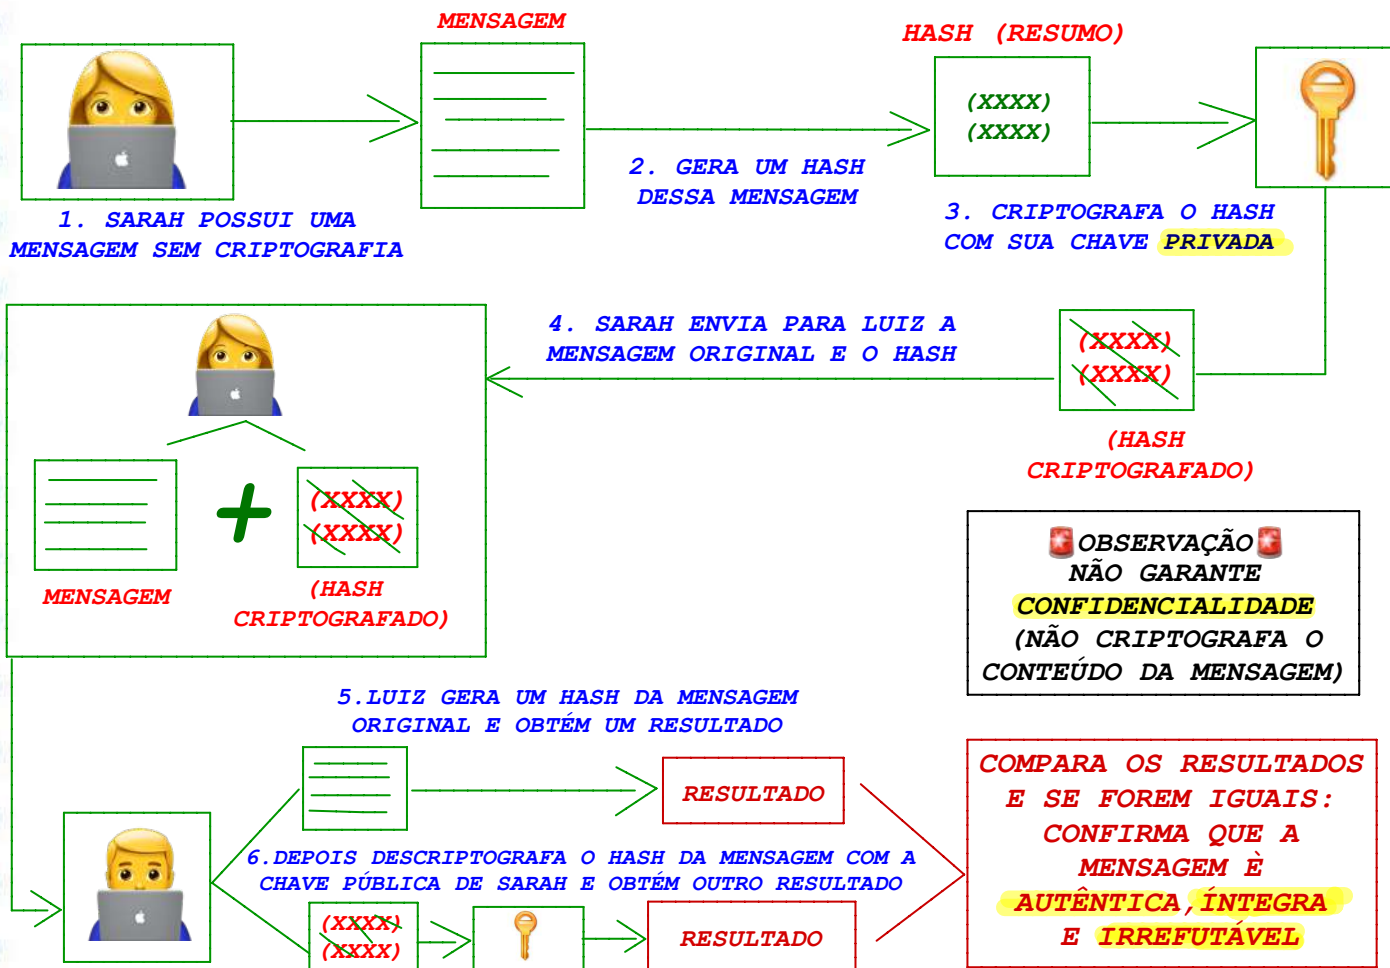 MENSAGEM
HASH (RESUMO)
(XXXX)
(XXXX)
1. SARAH POSSUI UMA
MENSAGEM SEM CRIPTOGRAFIA
2. GERA UM HASH
DESSA MENSAGEM
3. CRIPTOGRAFA O HASH
COM SUA CHAVE PRIVADA
4. SARAH ENVIA PARA LUIZ A
MENSAGEM ORIGINAL E O HASH
(XXXX)
(XXXX)
(HASH
CRIPTOGRAFADO)
(XXXX)
(XXXX)
MENSAGEM
(HASH
CRIPTOGRAFADO)
🚨OBSERVAÇÃO🚨
NÃO GARANTE
CONFIDENCIALIDADE
(NÃO CRIPTOGRAFA O
CONTEÚDO DA MENSAGEM)
5.LUIZ GERA UM HASH DA MENSAGEM
ORIGINAL E OBTÉM UM RESULTADO
RESULTADO
6.DEPOIS DESCRIPTOGRAFA O HASH DA MENSAGEM COM A
CHAVE PÚBLICA DE SARAH E OBTÉM OUTRO RESULTADO
(XXXX)
(XXXX)
RESULTADO
COMPARA OS RESULTADOS
E SE FOREM IGUAIS:
CONFIRMA QUE A
MENSAGEM È
AUTÊNTICA,ÍNTEGRA
E IRREFUTÁVEL